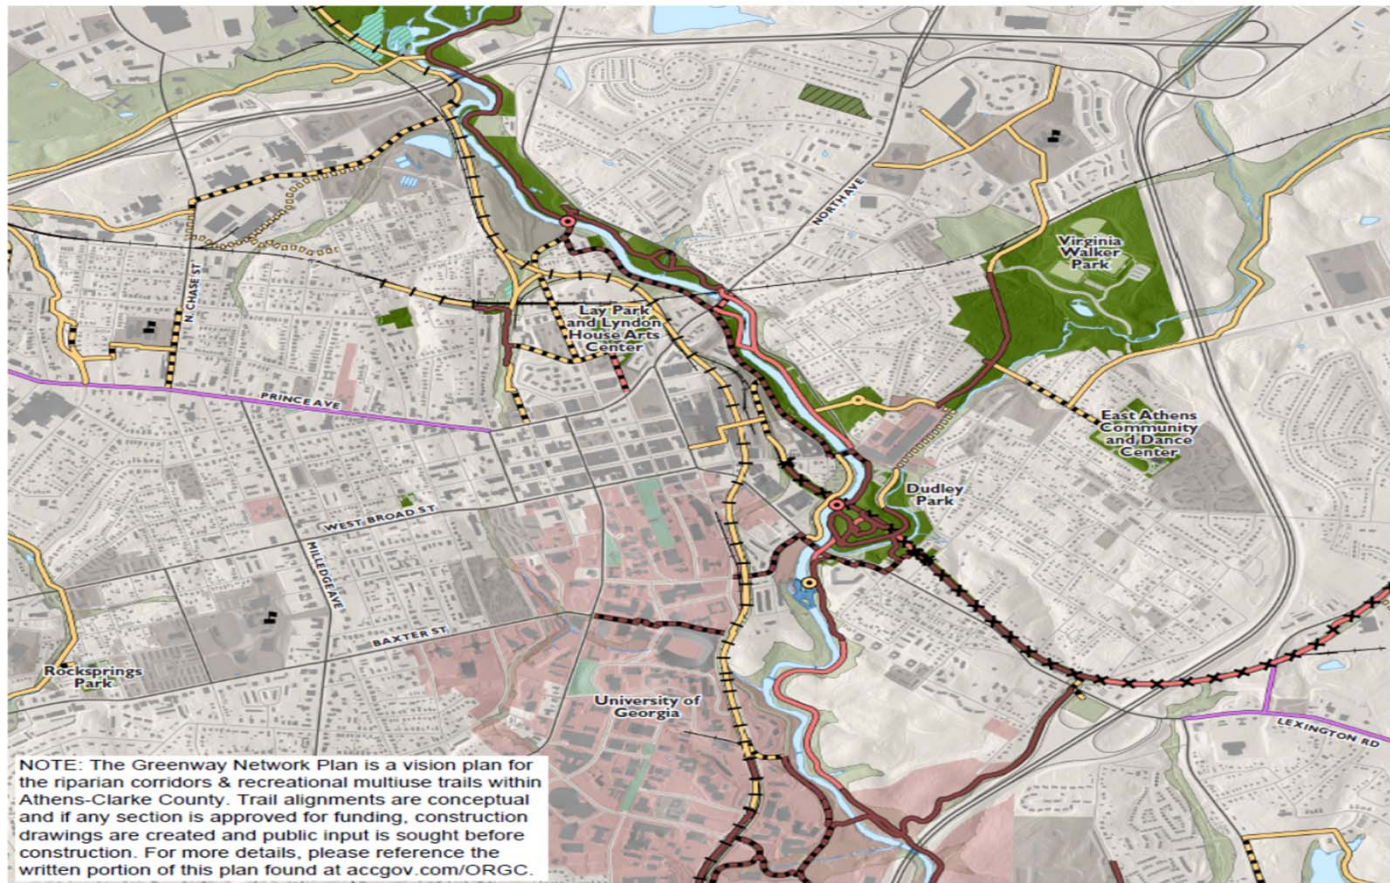 NORTH AVE
Virginia
Walker
Park
N. CHASE ST
Lay Park
and Lyndon
House Arts
Center
PRINCE AVE
East Athens
Community
and Dance
Center
Dudley
Park
WEST BROAD ST
MILLEDGE AVE
BAXTER ST
Rocksprings
Park
University of
Georgia
LEXINGTON RD
NOTE: The Greenway Network Plan is a vision plan for
the riparian corridors & recreational multiuse trails within
Athens-Clarke County. Trail alignments are conceptual
and if any section is approved for funding, construction
drawings are created and public input is sought before
construction. For more details, please reference the
written portion of this plan found at accgov.com/ORGC.